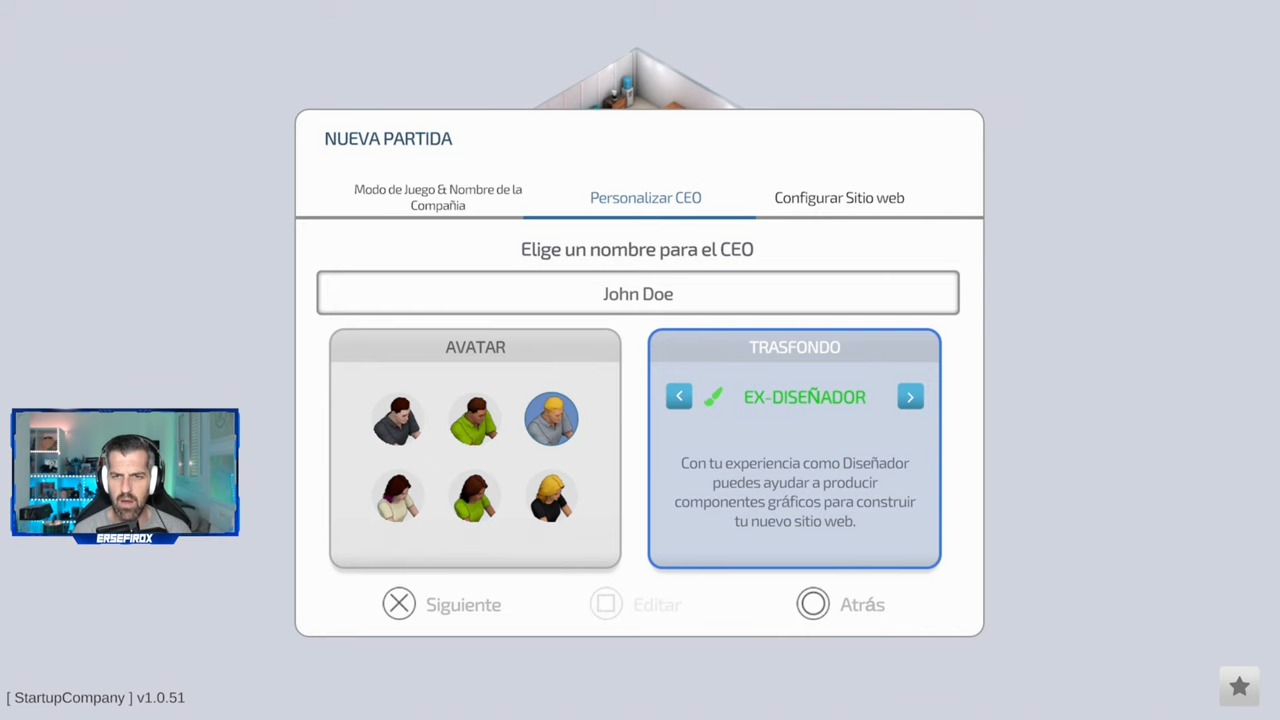 NUEVA PARTIDA
Modo de Juego & Nombre de la
Compañia
Personalizar CEO
Configurar Sitio web
Elige un nombre para el CEO
John Doe
AVATAR
TRASFONDO
EX-DISEÑADOR
Con tu experiencia como Diseñador
puedes ayudar a producir
componentes gráficos para construir
tu nuevo sitio web.
Siguiente
Editar
Atrás
ERSEFIROX
[ StartupCompany ] v1.0.51